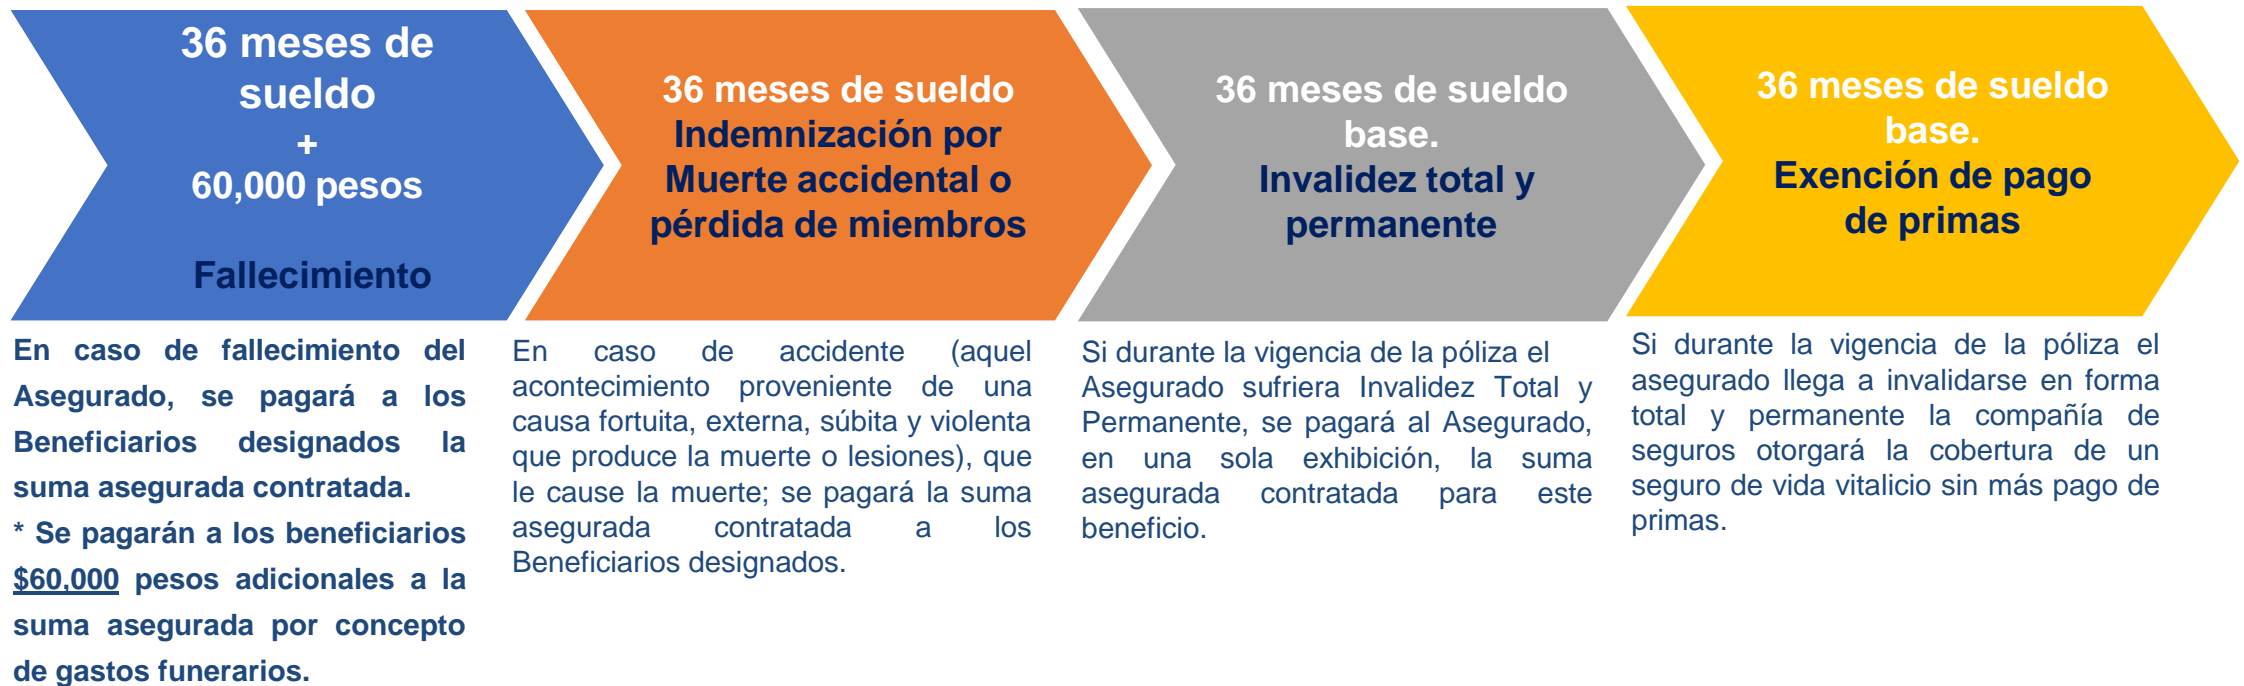 36 meses de
sueldo
+
60,000 pesos
Fallecimiento
36 meses de sueldo
Indemnización por
Muerte accidental o
pérdida de miembros
36 meses de sueldo
base.
Invalidez total y
permanente
36 meses de sueldo
base.
Exención de pago
de primas
En caso de fallecimiento del
Asegurado, se pagará a los
Beneficiarios designados la
suma asegurada contratada.
* Se pagarán a los beneficiarios
$60,000 pesos adicionales a la
suma asegurada por concepto
de gastos funerarios.
En caso de accidente (aquel
acontecimiento proveniente de una
causa fortuita, externa, súbita y violenta
que produce la muerte o lesiones), que
le cause la muerte; se pagará la suma
asegurada contratada a los
Beneficiarios designados.
Si durante la vigencia de la póliza el
Asegurado sufriera Invalidez Total y
Permanente, se pagará al Asegurado,
en una sola exhibición, la suma
asegurada contratada para este
beneficio.
Si durante la vigencia de la póliza el
asegurado llega a invalidarse en forma
total y permanente la compañía de
seguros otorgará la cobertura de un
seguro de vida vitalicio sin más pago de
primas.